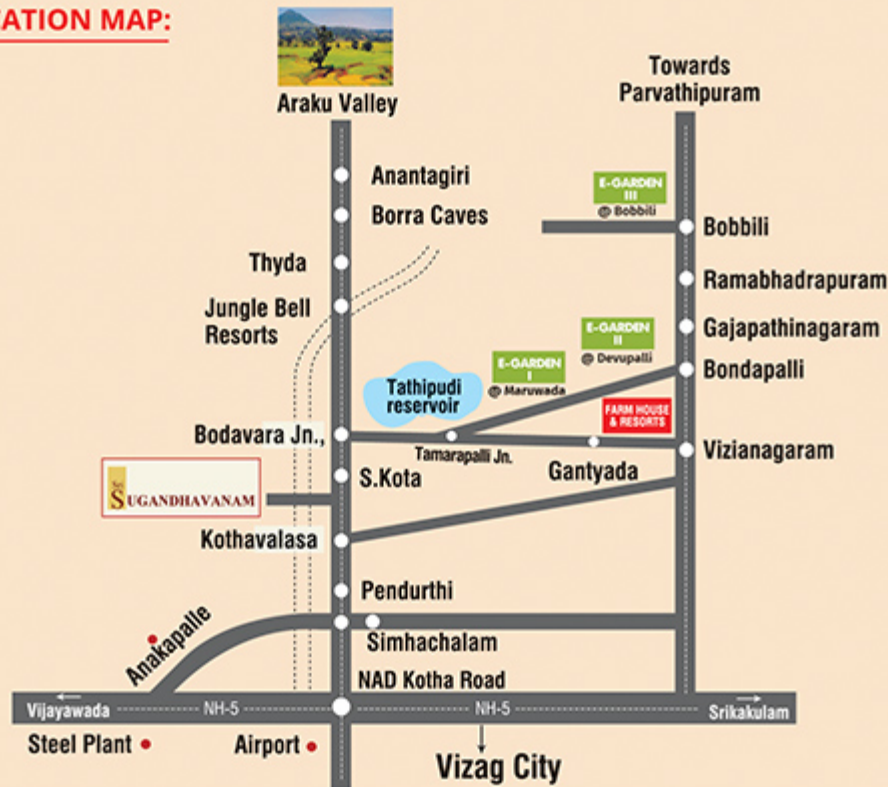 ATION MAP:
Araku Valley
Towards
Parvathipuram
Anantagiri
E-GARDEN
III
@ Bobbili
Borra Caves
Bobbili
Thyda
Ramabhadrapuram
Jungle Bell
Resorts
Gajapathinagaram
E-GARDEN
II
@ Devupalli
E-GARDEN
I
@ Maruwada
Bondapalli
Tathipudi
reservoir
FARM HOUSE
& RESORTS
Bodavara Jn.,
Tamarapalli Jn.
Gantyada
Vizianagaram
S.Kota
Sri
SUGANDHAVANAM
Kothavalasa
Pendurthi
Anakapalle
Simhachalam
NAD Kotha Road
Vijayawada
NH-5
NH-5
Srikakulam
Steel Plant
Airport
Vizag City